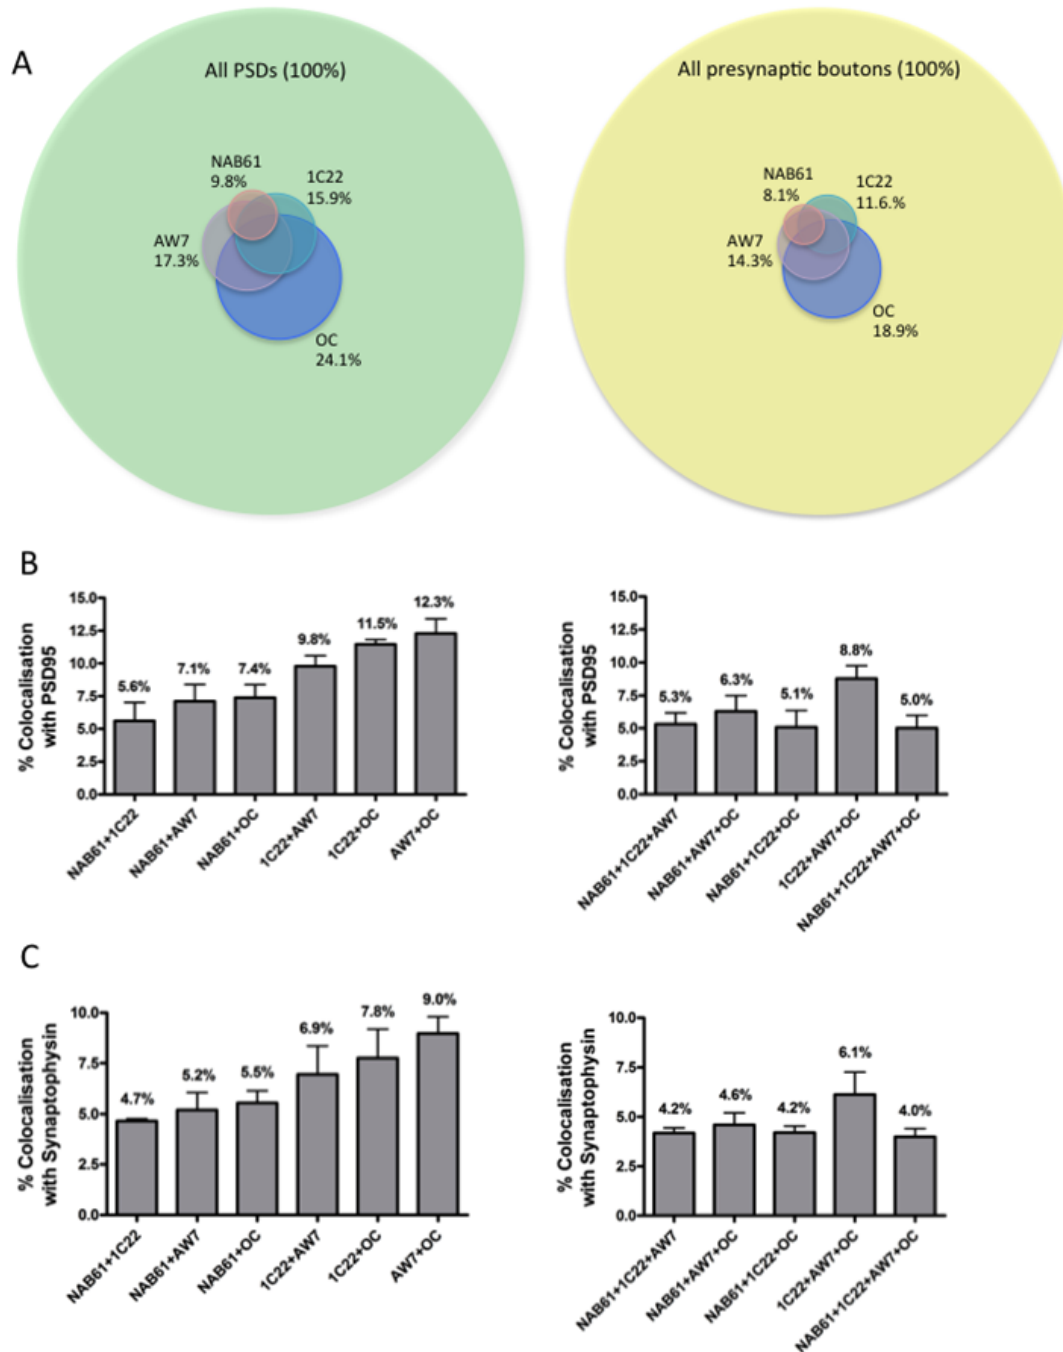 A
All PSDs (100%)
NAB61
9.8%
1C22
15.9%
AW7
17.3%
OC
24.1%
All presynaptic boutons (100%)
NAB61
8.1%
1C22
11.6.%
AW7
14.3%
OC
18.9%
B
% Colocalisation
with PSD95
15.0
12.5
10.0
7.5
5.0
2.5
0.0
5.6%
7.1%
7.4%
9.8%
11.5%
12.3%
NAB61+1C22
NAB61+AW7
NAB61+OC
1C22+AW7
1C22+OC
AW7+OC
% Colocalisation
with PSD95
15.0
12.5
10.0
7.5
5.0
2.5
0.0
5.3%
6.3%
5.1%
8.8%
5.0%
NAB61+1C22+AW7
NAB61+AW7+OC
NAB61+1C22+OC
1C22+AW7+OC
NAB61+1C22+AW7+OC
C
% Colocalisation
with Synaptophysin
10.0
7.5
5.0
2.5
0.0
4.7%
5.2%
5.5%
6.9%
7.8%
9.0%
NAB61+1C22
NAB61+AW7
NAB61+OC
1C22+AW7
1C22+OC
AW7+OC
% Colocalisation
with Synaptophysin
10.0
7.5
5.0
2.5
0.0
4.2%
4.6%
4.2%
6.1%
4.0%
NAB61+1C22+AW7
NAB61+AW7+OC
NAB61+1C22+OC
1C22+AW7+OC
NAB61+1C22+AW7+OC